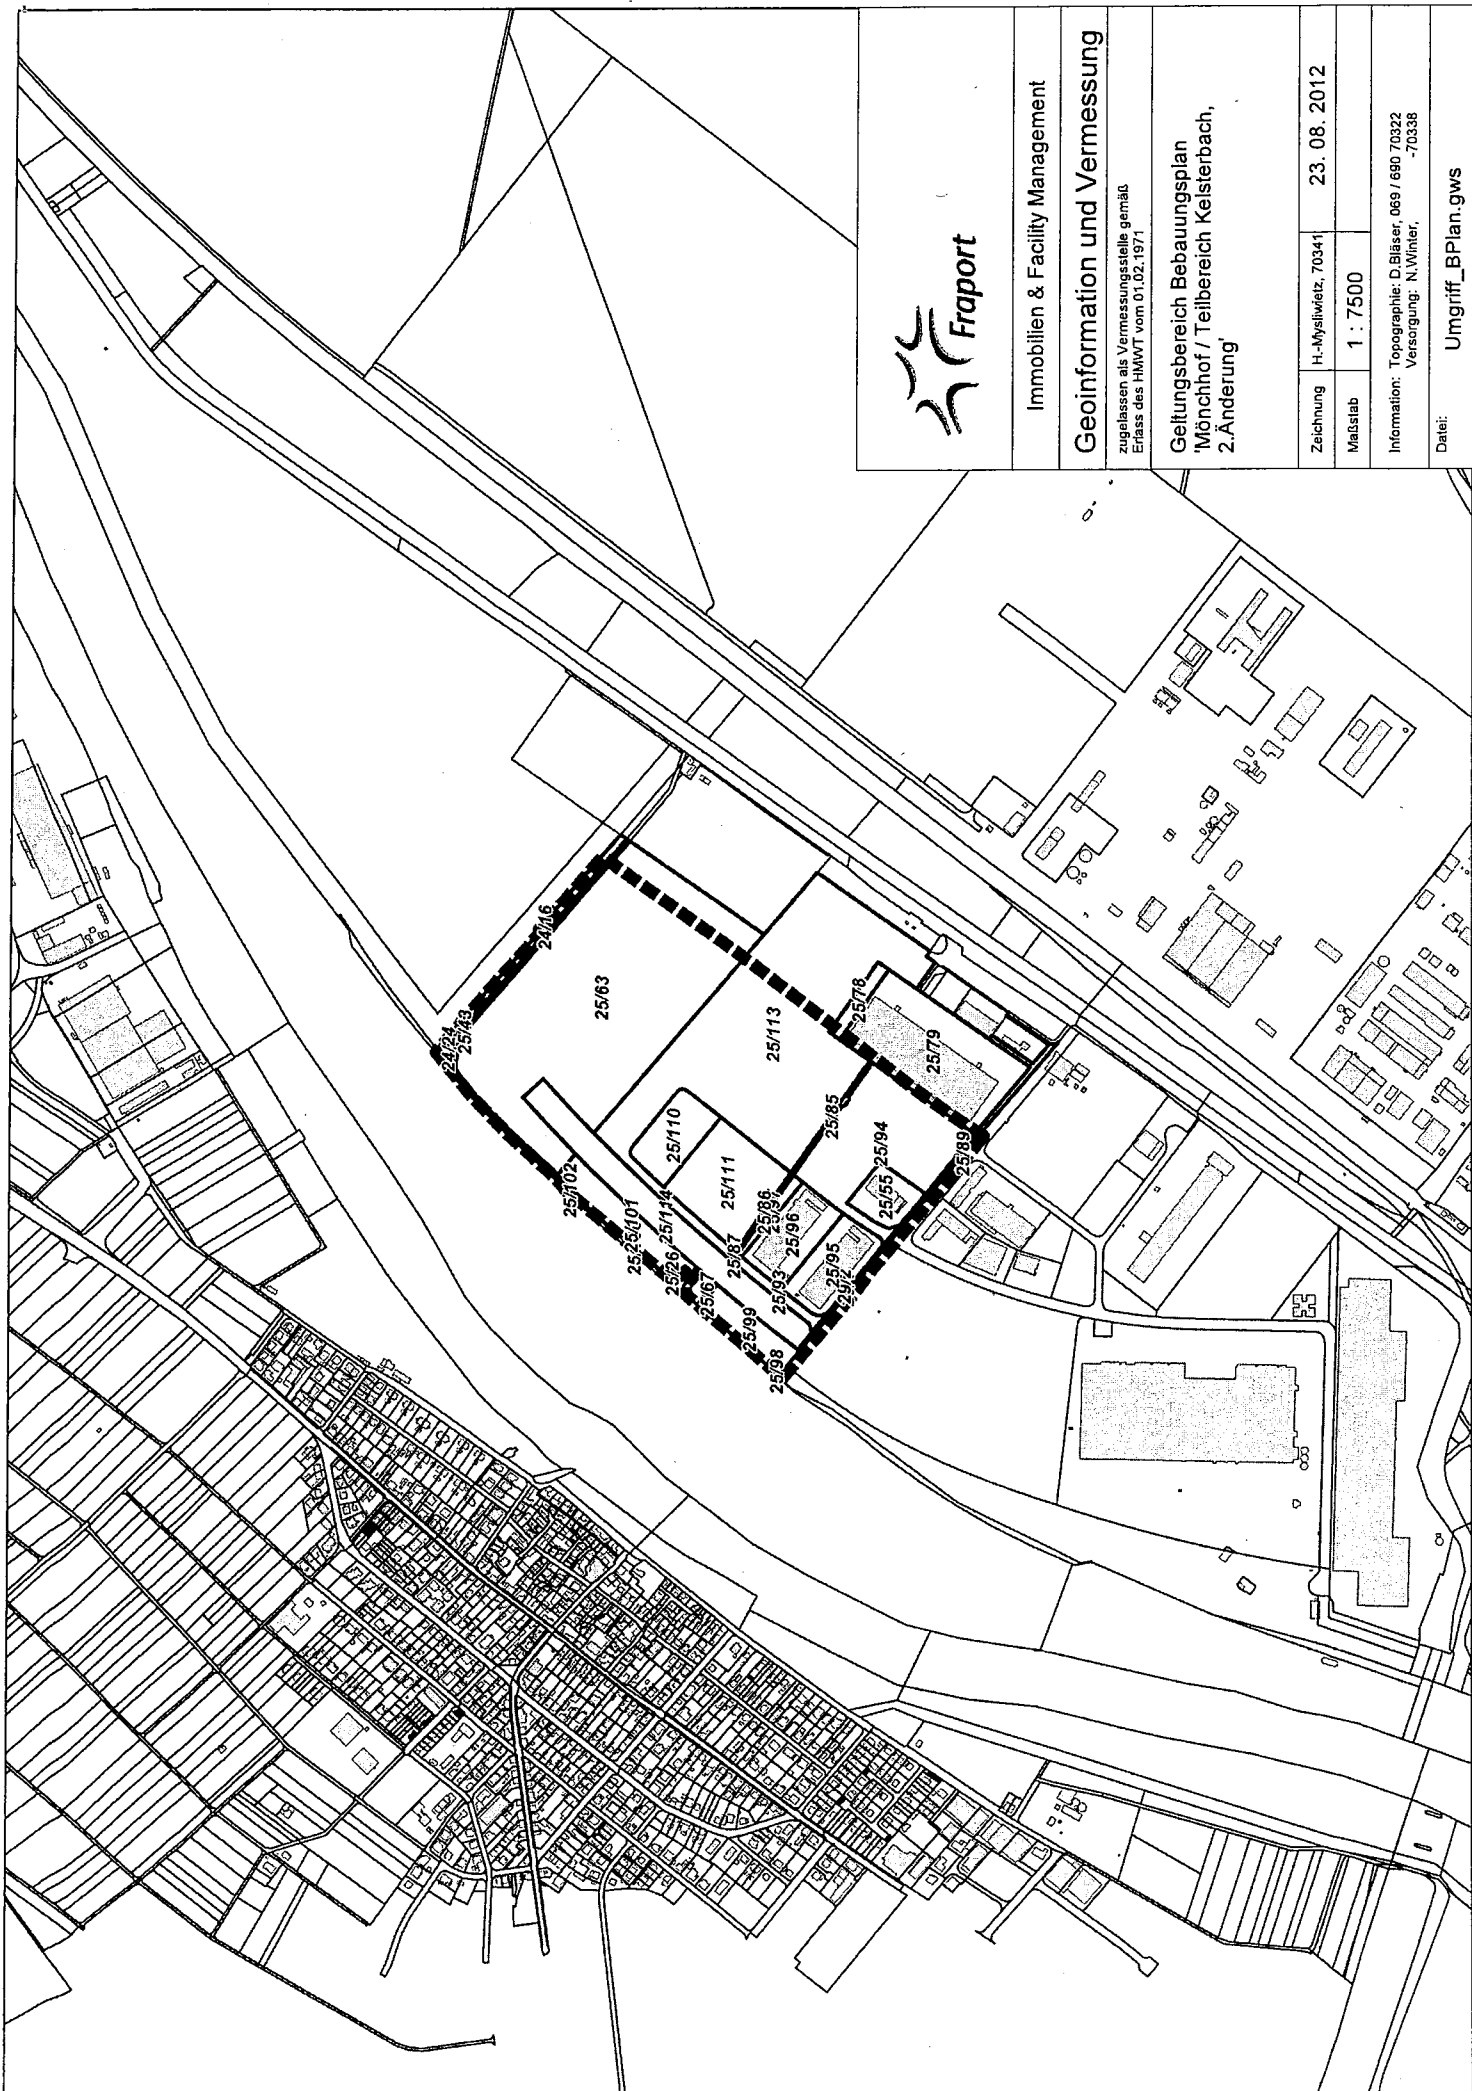 Fraport
Immobilien & Facility Management
Geoinformation und Vermessung
zugelassen als Vermessungsstelle gemäß
Erlass des HMWT vom 01.02.1971
Geltungsbereich Bebauungsplan
'Mönchhof / Teilbereich Kelsterbach,
2.Änderung'
Zeichnung H.-Mysliwietz, 70341 23. 08. 2012
Maßstab 1 : 7500
Information: Topographie: D.Bläser, 069 / 690 70322
Versorgung: N.Winter, -70338
Datei: Umgriff_BPlan.gws
24/24
25/43
24/16
25/63
25/113
25/78
25/79
25/85
25/94
25/89
25/55
25/110
25/111
25/102
25/101
25/114
25/26
25/67
25/87
25/86
25/96
25/93
25/95
29/2
25/99
25/98